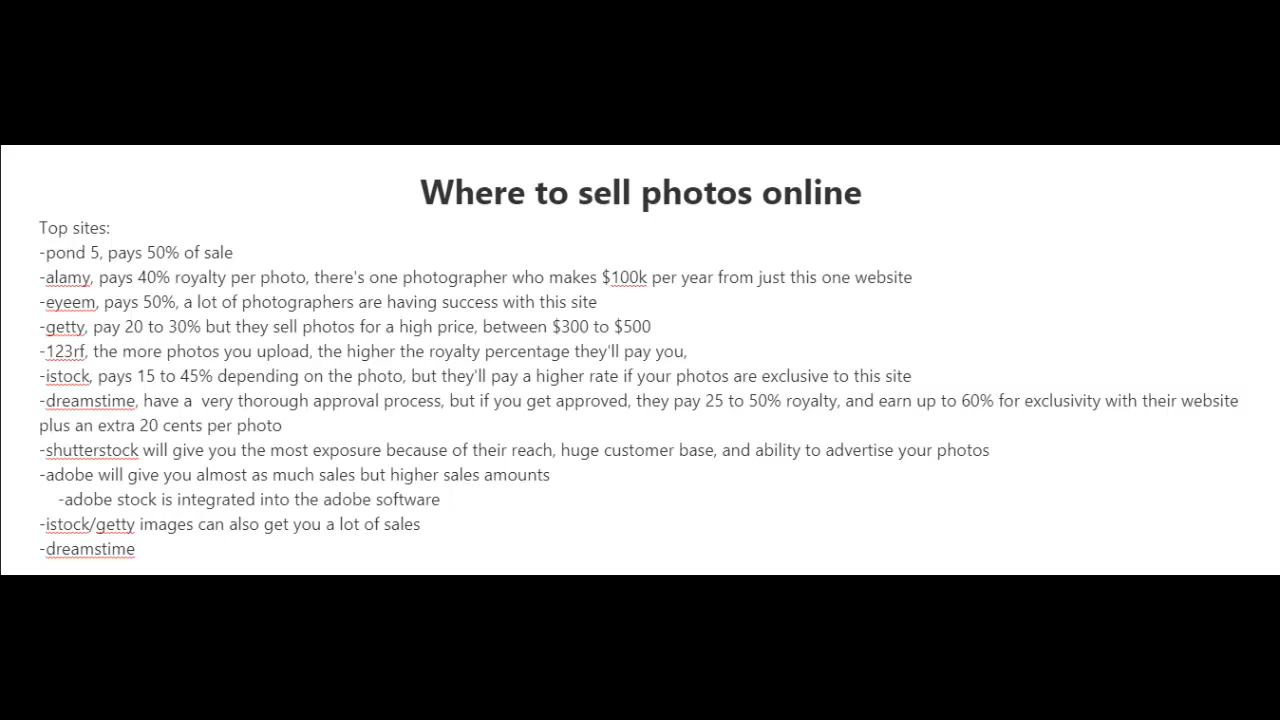 Where to sell photos online
Top sites:
-pond 5, pays 50% of sale
-alamy, pays 40% royalty per photo, there's one photographer who makes $100k per year from just this one website
-eyeem, pays 50%, a lot of photographers are having success with this site
-getty, pay 20 to 30% but they sell photos for a high price, between $300 to $500
-123rf, the more photos you upload, the higher the royalty percentage they'll pay you,
-istock, pays 15 to 45% depending on the photo, but they'll pay a higher rate if your photos are exclusive to this site
-dreamstime, have a  very thorough approval process, but if you get approved, they pay 25 to 50% royalty, and earn up to 60% for exclusivity with their website
plus an extra 20 cents per photo
-shutterstock will give you the most exposure because of their reach, huge customer base, and ability to advertise your photos
-adobe will give you almost as much sales but higher sales amounts
-adobe stock is integrated into the adobe software
-istock/getty images can also get you a lot of sales
-dreamstime